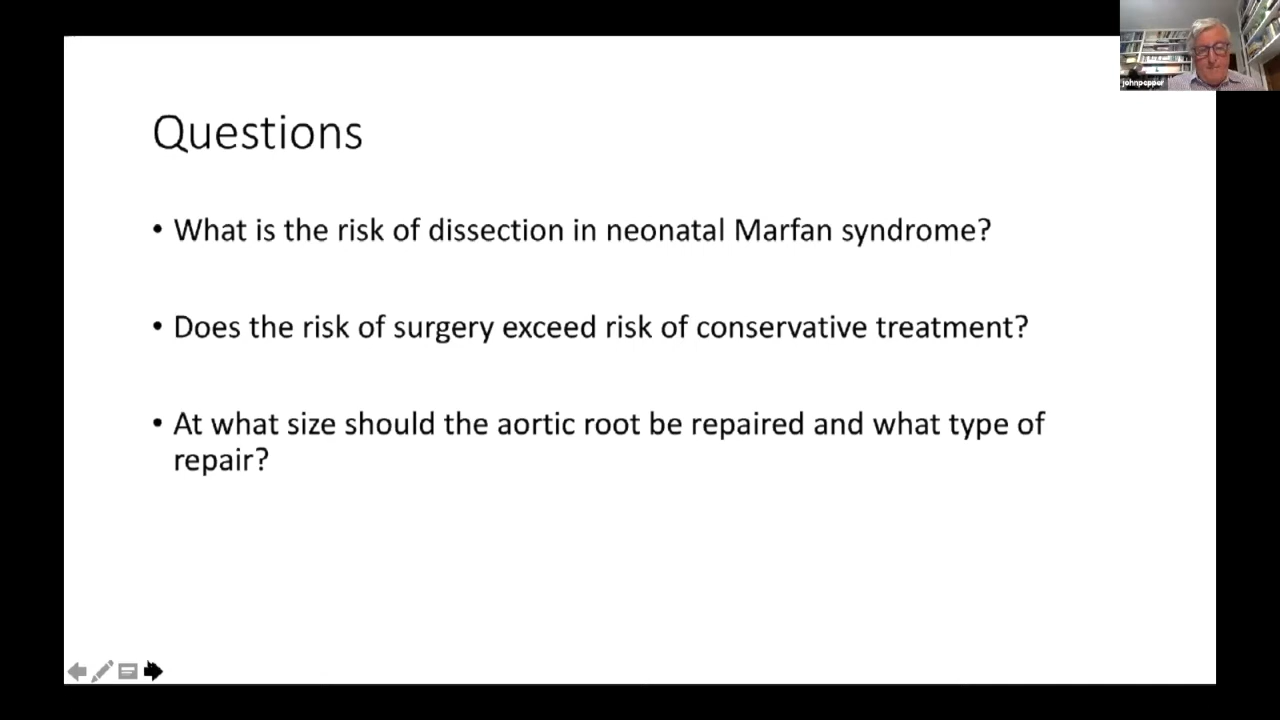 johnpepper
Questions
• What is the risk of dissection in neonatal Marfan syndrome?
• Does the risk of surgery exceed risk of conservative treatment?
• At what size should the aortic root be repaired and what type of
repair?